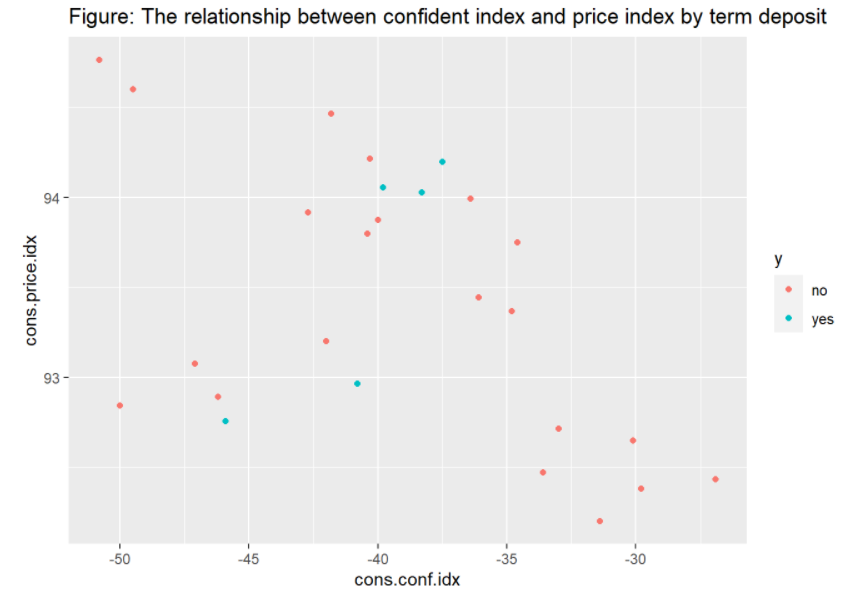 Figure: The relationship between confident index and price index by term deposit
94
93
cons.price.idx
-50 -45 -40 -35 -30
cons.conf.idx
y
no
yes